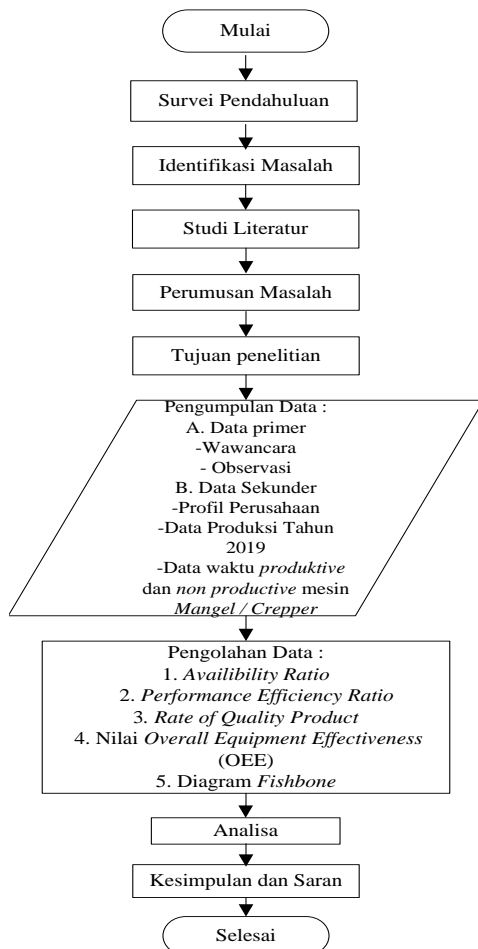 Mulai
Survei Pendahuluan
Identifikasi Masalah
Studi Literatur
Perumusan Masalah
Tujuan penelitian
Pengumpulan Data :
A. Data primer
-Wawancara
- Observasi
B. Data Sekunder
-Profil Perusahaan
-Data Produksi Tahun
2019
-Data waktu produktive
dan non productive mesin
Mangel / Crepper
Pengolahan Data :
1. Availibility Ratio
2. Performance Efficiency Ratio
3. Rate of Quality Product
4. Nilai Overall Equipment Effectiveness
(OEE)
5. Diagram Fishbone
Analisa
Kesimpulan dan Saran
Selesai